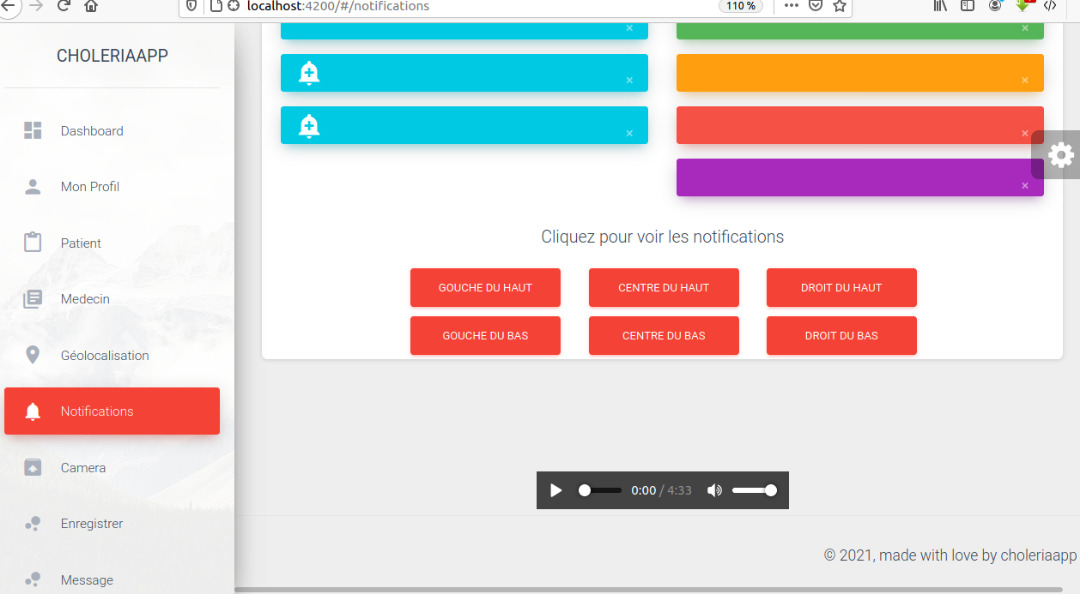 localhost:4200/#/notifications
110 %
CHOLERIAAPP
Dashboard
Mon Profil
Patient
Medecin
Géolocalisation
Notifications
Camera
Enregistrer
Message
Cliquez pour voir les notifications
GOUCHE DU HAUT
CENTRE DU HAUT
DROIT DU HAUT
GOUCHE DU BAS
CENTRE DU BAS
DROIT DU BAS
0:00 / 4:33
© 2021, made with love by choleriaapp